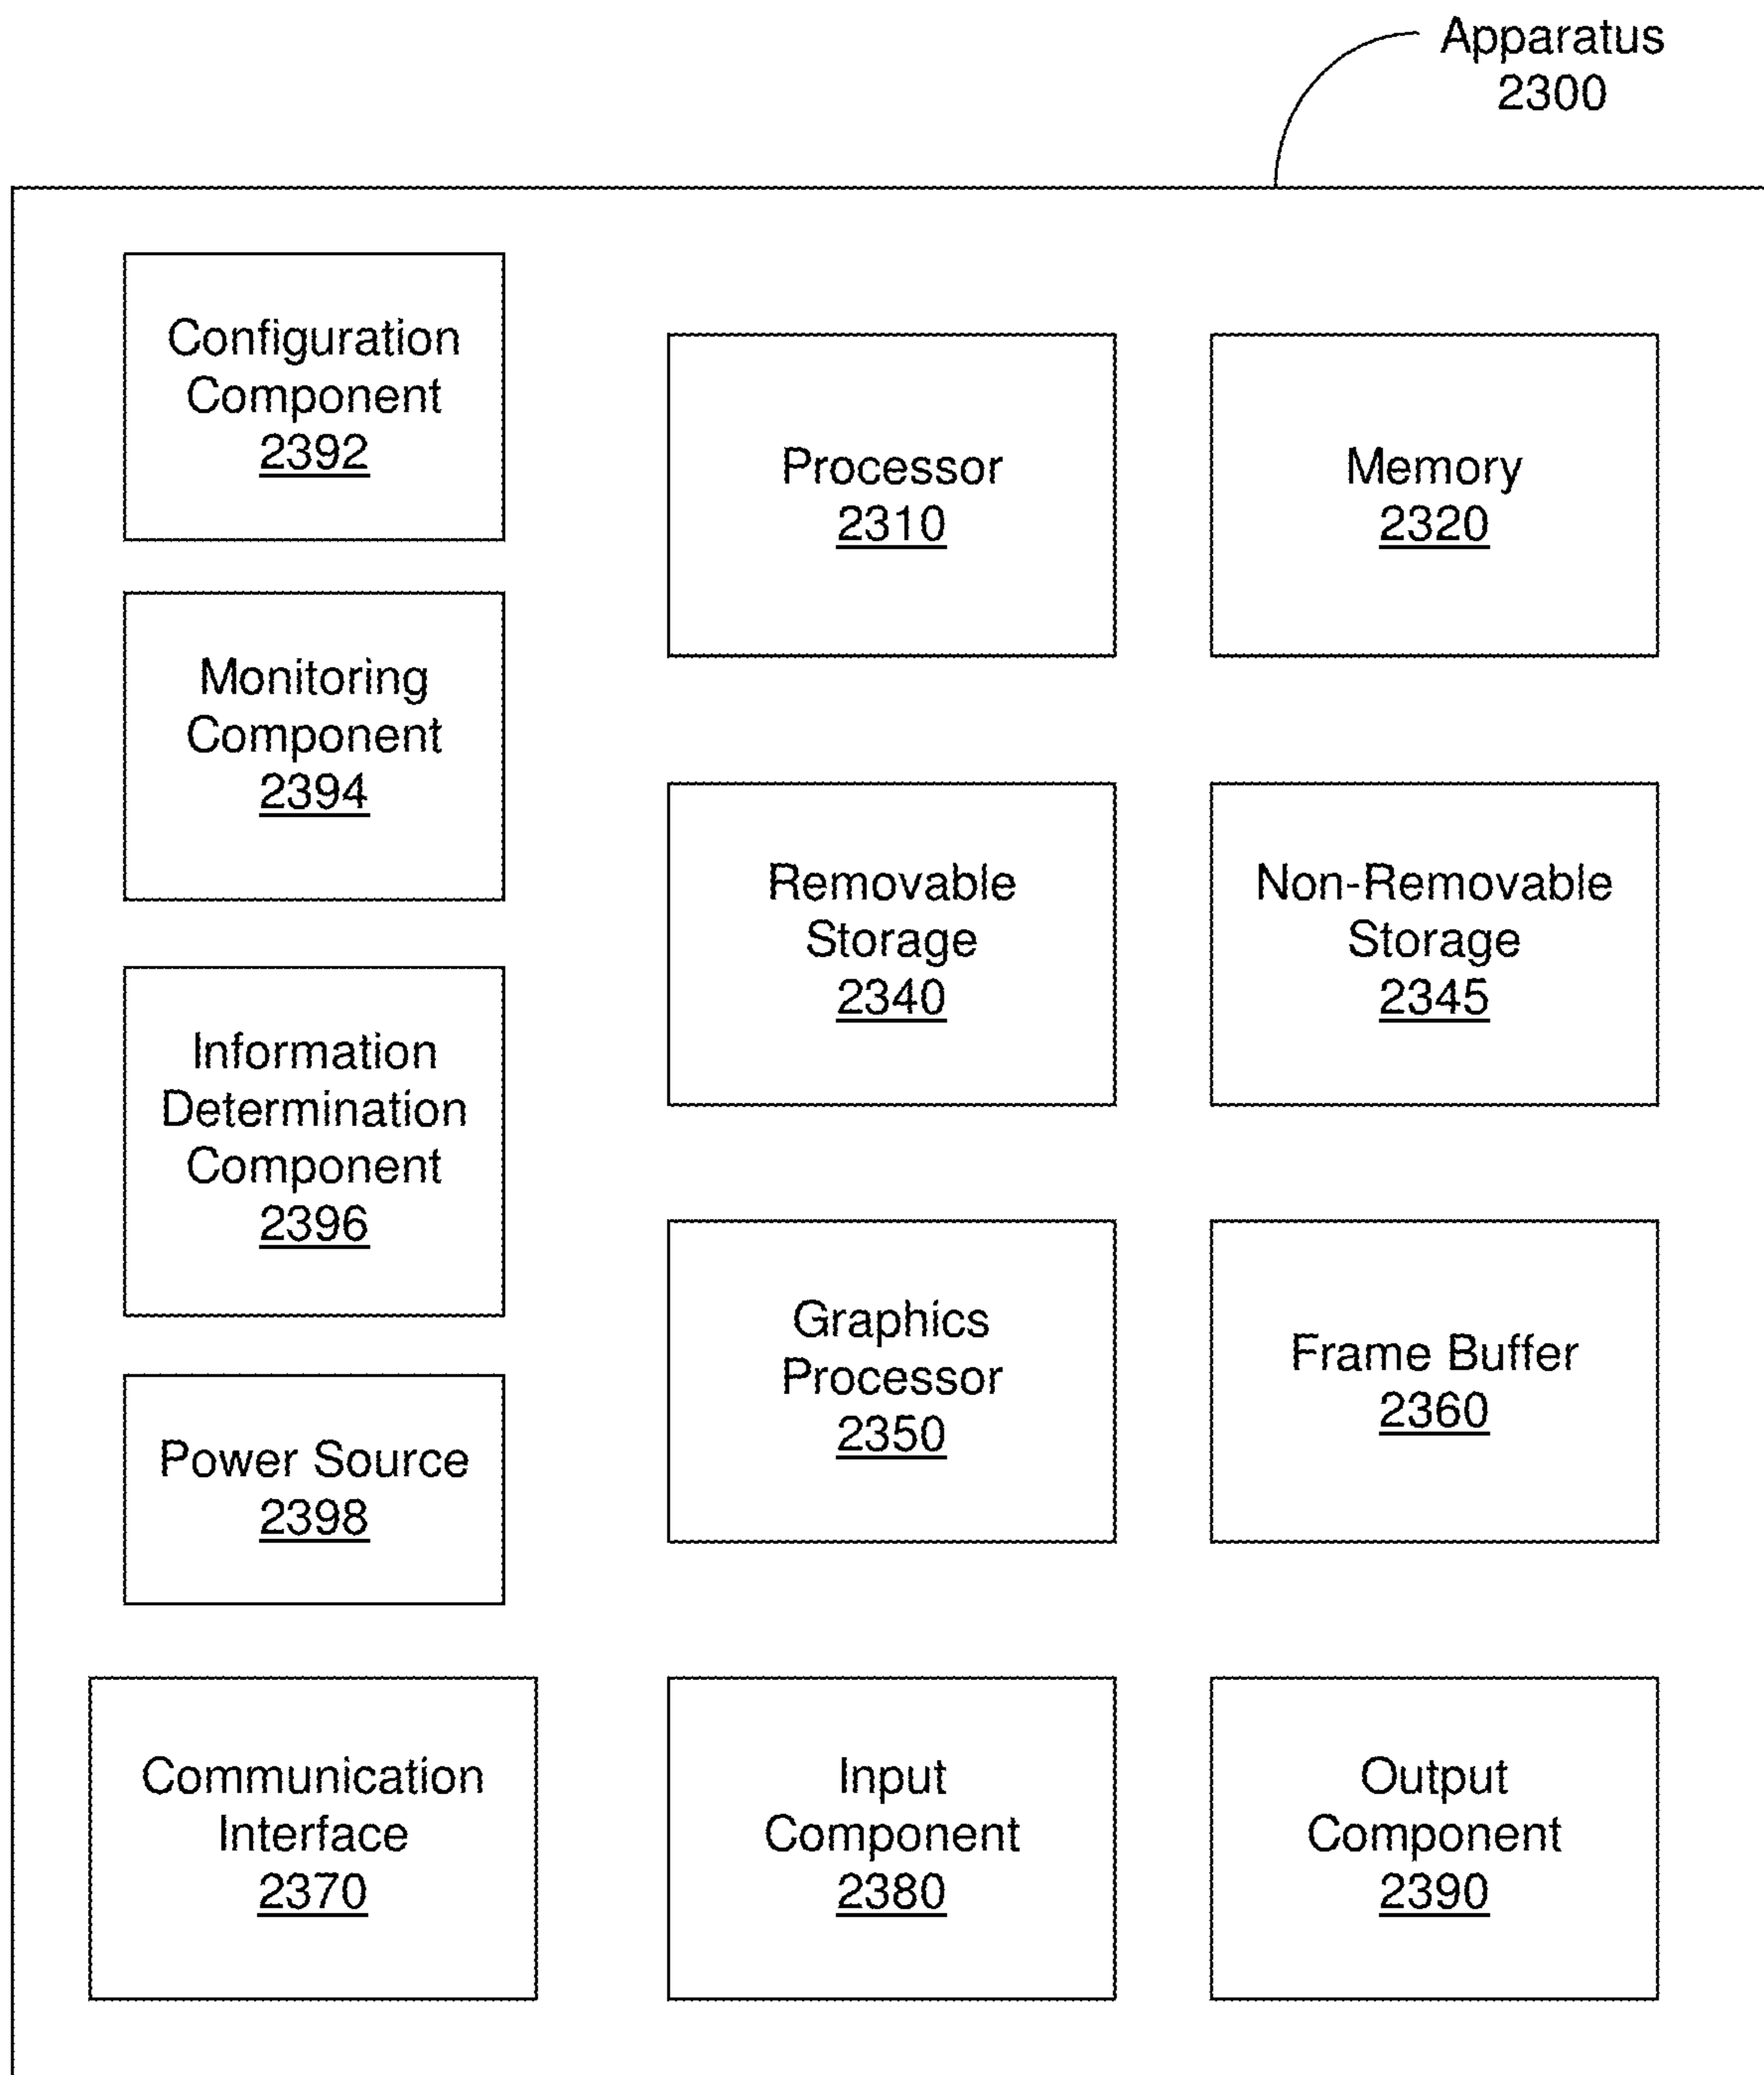 Apparatus
2300
Configuration
Component
2392
Processor
2310
Memory
2320
Monitoring
Component
2394
Removable
Storage
2340
Non-Removable
Storage
2345
Information
Determination
Component
2396
Graphics
Processor
2350
Frame Buffer
2360
Power Source
2398
Communication
Interface
2370
Input
Component
2380
Output
Component
2390